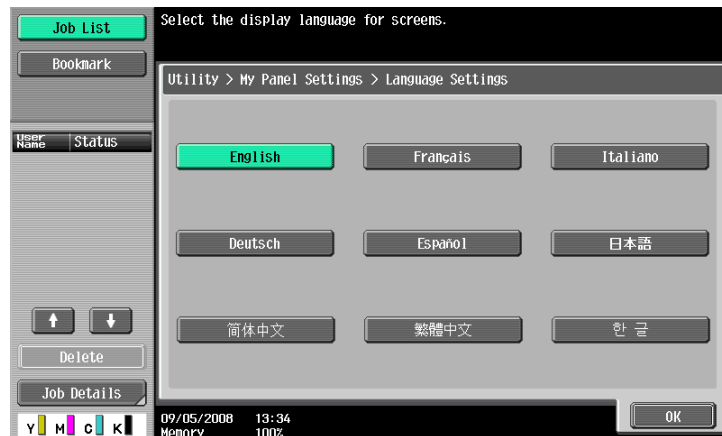 Job List
Bookmark
User Name Status
Delete
Job Details
Y M C K
Select the display language for screens.
Utility > My Panel Settings > Language Settings
English Français Italiano
Deutsch Español 日本語
简体中文 繁體中文 한 글
09/05/2008 13:34
Memory 100%
OK